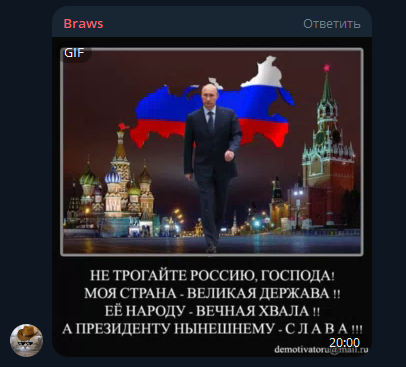 Braws
Ответить
GIF
НЕ ТРОГАЙТЕ РОССИЮ, ГОСПОДА!
МОЯ СТРАНА - ВЕЛИКАЯ ДЕРЖАВА !!
ЕЁ НАРОДУ - ВЕЧНАЯ ХВАЛА !!
А ПРЕЗИДЕНТУ НЫНЕШНЕМУ - С Л А В А !!!
20:00
demotivatoru@mail.ru